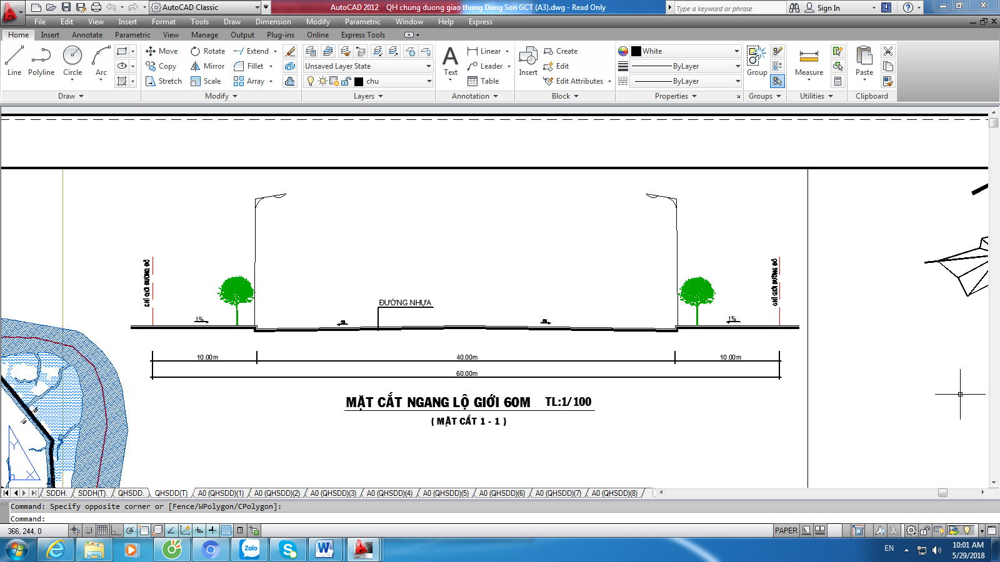 AutoCAD Classic
AutoCAD 2012 QH chung duong giao thong Dong Son GCT (A3).dwg - Read Only
Type a keyword or phrase
Sign In
File Edit View Insert Format Tools Draw Dimension Modify Parametric Window Help Express
Home Insert Annotate Parametric View Manage Output Plug-ins Online Express Tools
Line Polyline Circle Arc
Move Rotate Extend
Copy Mirror Fillet
Stretch Scale Array
Unsaved Layer State
chu
Text
Linear
Leader
Table
Insert
Create
Edit
Edit Attributes
White
ByLayer
ByLayer
Group
Measure
Paste
Draw Modify Layers Annotation Block Properties Groups Utilities Clipboard
CHỈ GIỚI ĐƯỜNG ĐỎ
CHỈ GIỚI ĐƯỜNG ĐỎ
ĐƯỜNG NHỰA
1%
1%
10.00m 40.00m 10.00m
60.00m
MẶT CẮT NGANG LỘ GIỚI 60M TL:1/100
( MẶT CẮT 1 - 1 )
Y
X
SDDH. SDDH(T). QHSDD. QHSDD(T) A0 (QHSDD)(1) A0 (QHSDD)(2) A0 (QHSDD)(3) A0 (QHSDD)(4) A0 (QHSDD)(5) A0 (QHSDD)(6) A0 (QHSDD)(7) A0 (QHSDD)(8)
Command: Specify opposite corner or [Fence/WPolygon/CPolygon]:
Command:
366, 244, 0
PAPER
Zalo
EN
10:01 AM
5/29/2018